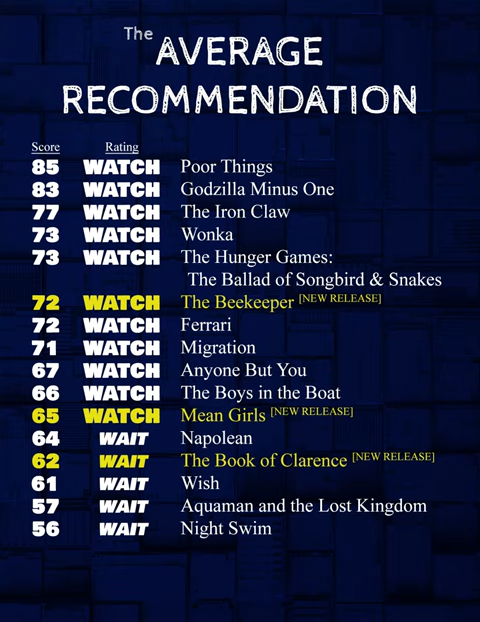 The
AVERAGE
RECOMMENDATION
Score Rating
85 WATCH Poor Things
83 WATCH Godzilla Minus One
77 WATCH The Iron Claw
73 WATCH Wonka
73 WATCH The Hunger Games:
The Ballad of Songbird & Snakes
72 WATCH The Beekeeper [NEW RELEASE]
72 WATCH Ferrari
71 WATCH Migration
67 WATCH Anyone But You
66 WATCH The Boys in the Boat
65 WATCH Mean Girls [NEW RELEASE]
64 WAIT Napolean
62 WAIT The Book of Clarence [NEW RELEASE]
61 WAIT Wish
57 WAIT Aquaman and the Lost Kingdom
56 WAIT Night Swim